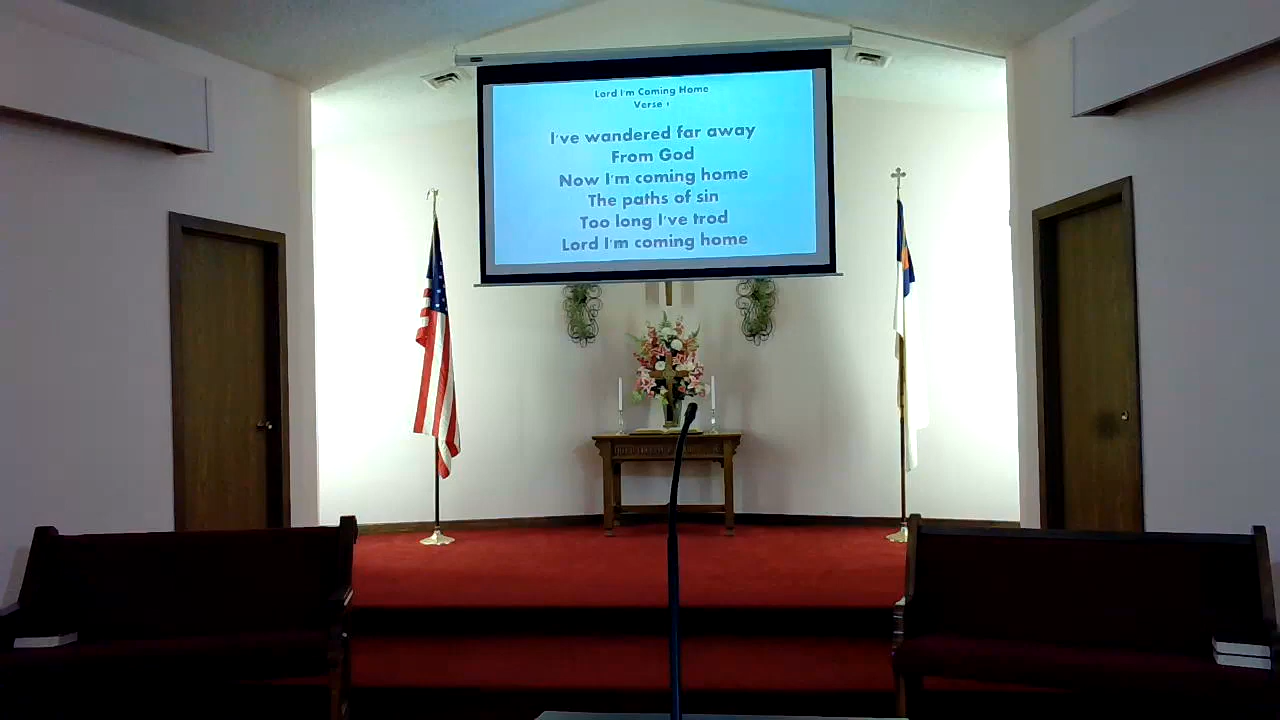 Lord I'm Coming Home
Verse 1
I've wandered far away
From God
Now I'm coming home
The paths of sin
Too long I've trod
Lord I'm coming home